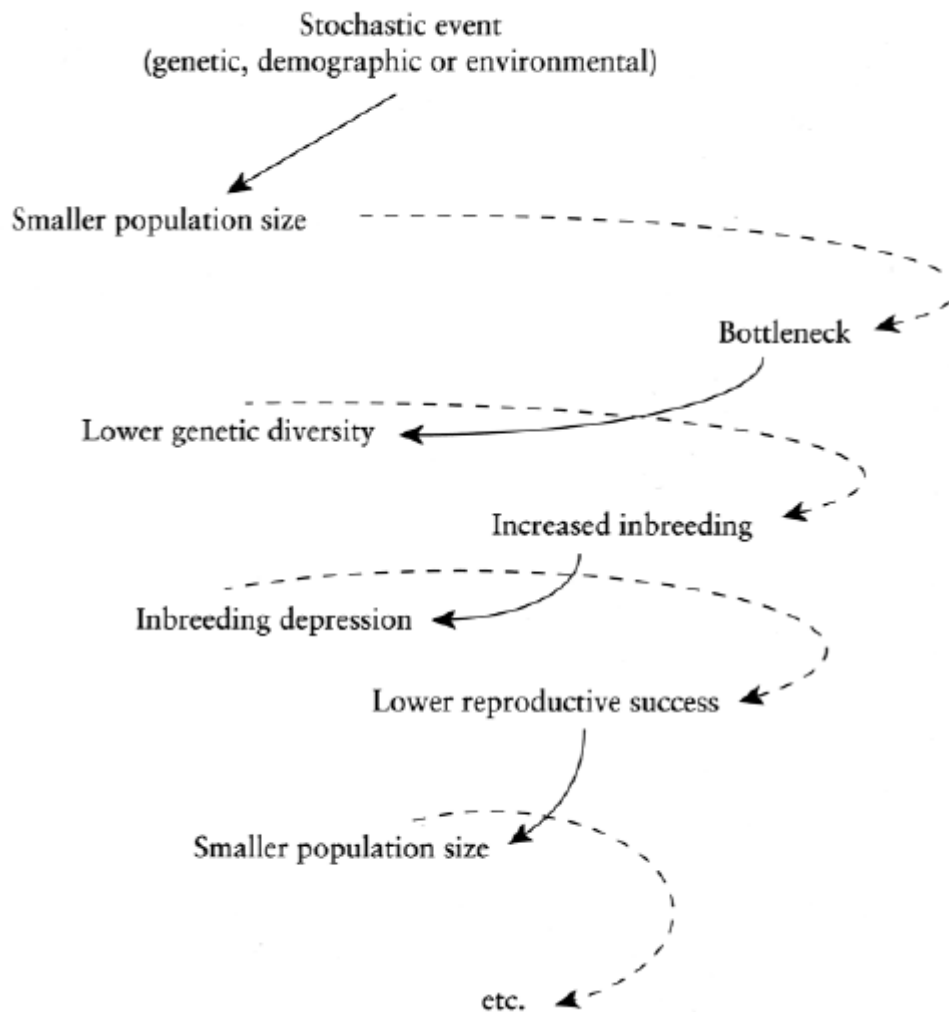 Stochastic event
(genetic, demographic or environmental)
Smaller population size
Bottleneck
Lower genetic diversity
Increased inbreeding
Inbreeding depression
Lower reproductive success
Smaller population size
etc.